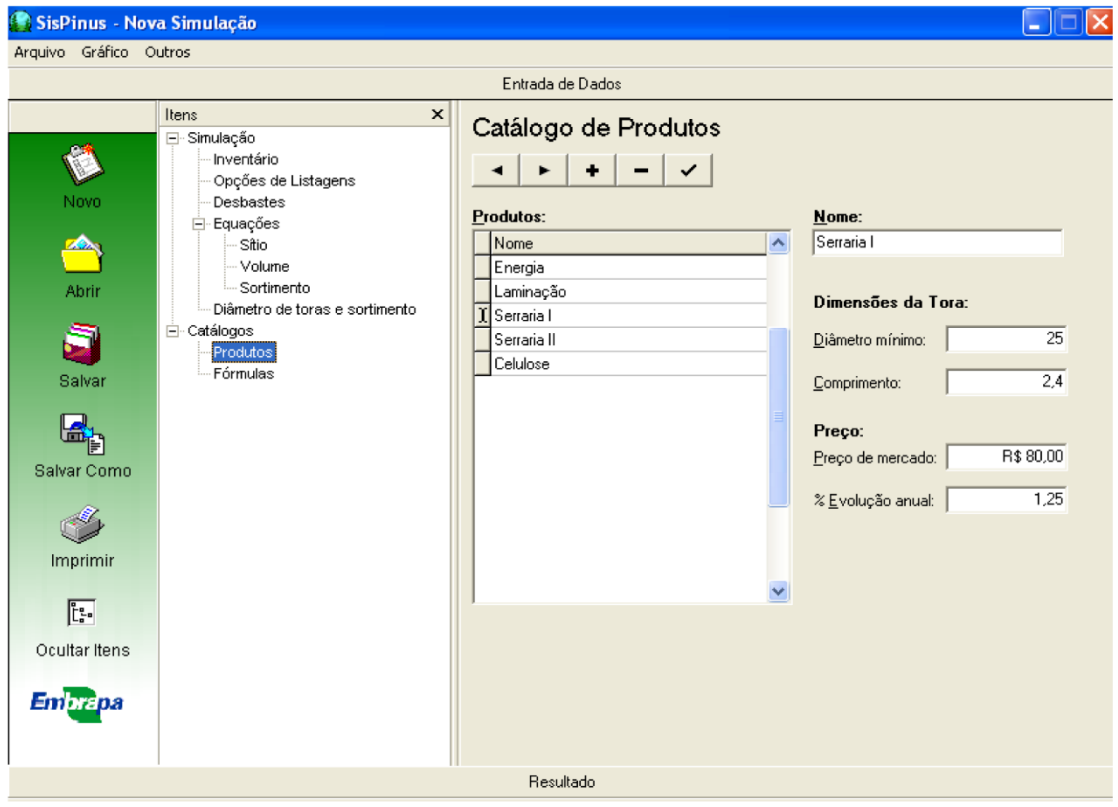 SisPinus - Nova Simulação
Arquivo Gráfico Outros
Entrada de Dados
Novo
Abrir
Salvar
Salvar Como
Imprimir
Ocultar Itens
Embrapa
Itens
Simulação
Inventário
Opções de Listagens
Desbastes
Equações
Sítio
Volume
Sortimento
Diâmetro de toras e sortimento
Catálogos
Produtos
Fórmulas
Catálogo de Produtos
Produtos:
Nome
Energia
Laminação
Serraria I
Serraria II
Celulose
Nome:
Serraria I
Dimensões da Tora:
Diâmetro mínimo: 25
Comprimento: 2,4
Preço:
Preço de mercado: R$ 80,00
% Evolução anual: 1,25
Resultado